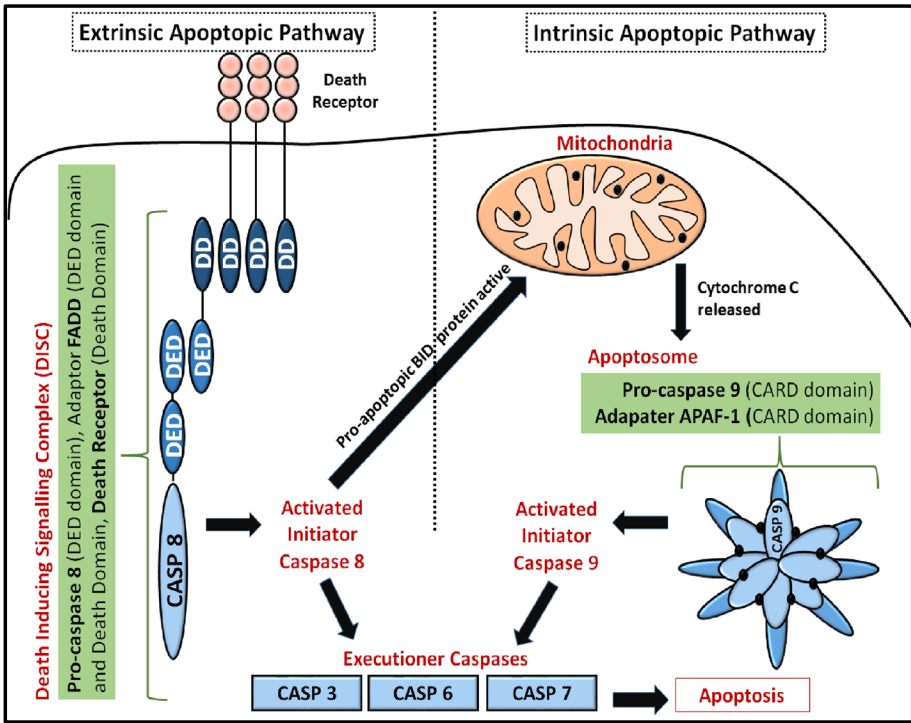 Extrinsic Apoptopic Pathway
Intrinsic Apoptopic Pathway
Death
Receptor
DD
DD
DD
DD
DED
DED
DED
CASP 8
Death Inducing Signalling Complex (DISC)
Pro-caspase 8 (DED domain), Adaptor FADD (DED domain
and Death Domain, Death Receptor (Death Domain)
Activated
Initiator
Caspase 8
Pro-apoptopic BID protein active
Mitochondria
Cytochrome C
released
Apoptosome
Pro-caspase 9 (CARD domain)
Adapater APAF-1 (CARD domain)
CASP 9
Activated
Initiator
Caspase 9
Executioner Caspases
CASP 3
CASP 6
CASP 7
Apoptosis